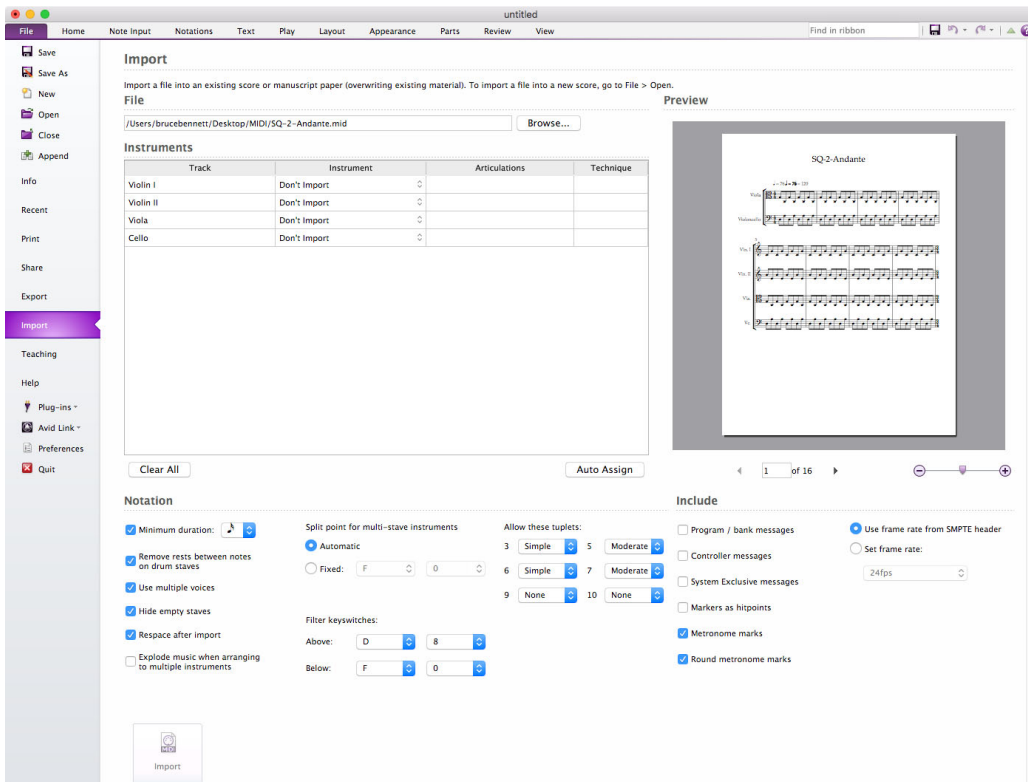 untitled
File Home Note Input Notations Text Play Layout Appearance Parts Review View Find in ribbon
Save
Save As
New
Open
Close
Append
Info
Recent
Print
Share
Export
Import
Teaching
Help
Plug-ins
Avid Link
Preferences
Quit
Import
Import a file into an existing score or manuscript paper (overwriting existing material). To import a file into a new score, go to File > Open.
File
/Users/brucebennett/Desktop/MIDI/SQ-2-Andante.mid Browse...
Instruments
Track Instrument Articulations Technique
Violin I Don't Import
Violin II Don't Import
Viola Don't Import
Cello Don't Import
Clear All Auto Assign
Preview
SQ-2-Andante
Viola
Violoncello
Vln. I
Vln. II
Vla.
Vc.
1 of 16
Notation
Minimum duration:
Remove rests between notes
on drum staves
Use multiple voices
Hide empty staves
Respace after import
Explode music when arranging
to multiple instruments
Split point for multi-stave instruments
Automatic
Fixed: F 0
Filter keyswitches:
Above: D 8
Below: F 0
Allow these tuplets:
3 Simple 5 Moderate
6 Simple 7 Moderate
9 None 10 None
Include
Program / bank messages
Controller messages
System Exclusive messages
Markers as hitpoints
Metronome marks
Round metronome marks
Use frame rate from SMPTE header
Set frame rate:
24fps
MIDI
Import